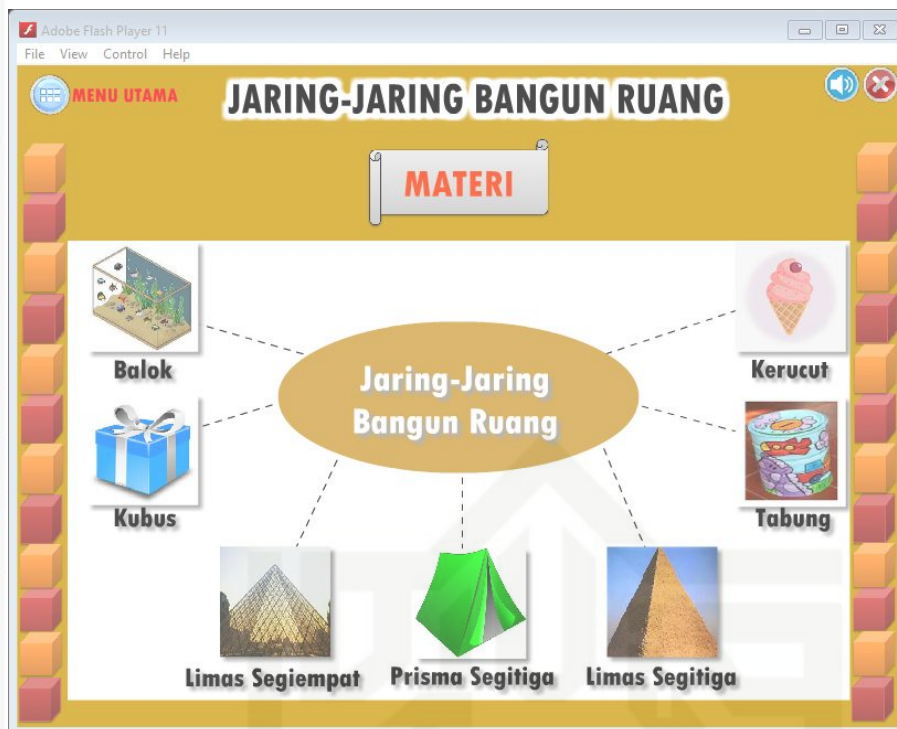 Adobe Flash Player 11
File View Control Help
MENU UTAMA
JARING-JARING BANGUN RUANG
MATERI
Balok
Kerucut
Jaring-Jaring
Bangun Ruang
Kubus
Tabung
Limas Segiempat
Prisma Segitiga
Limas Segitiga